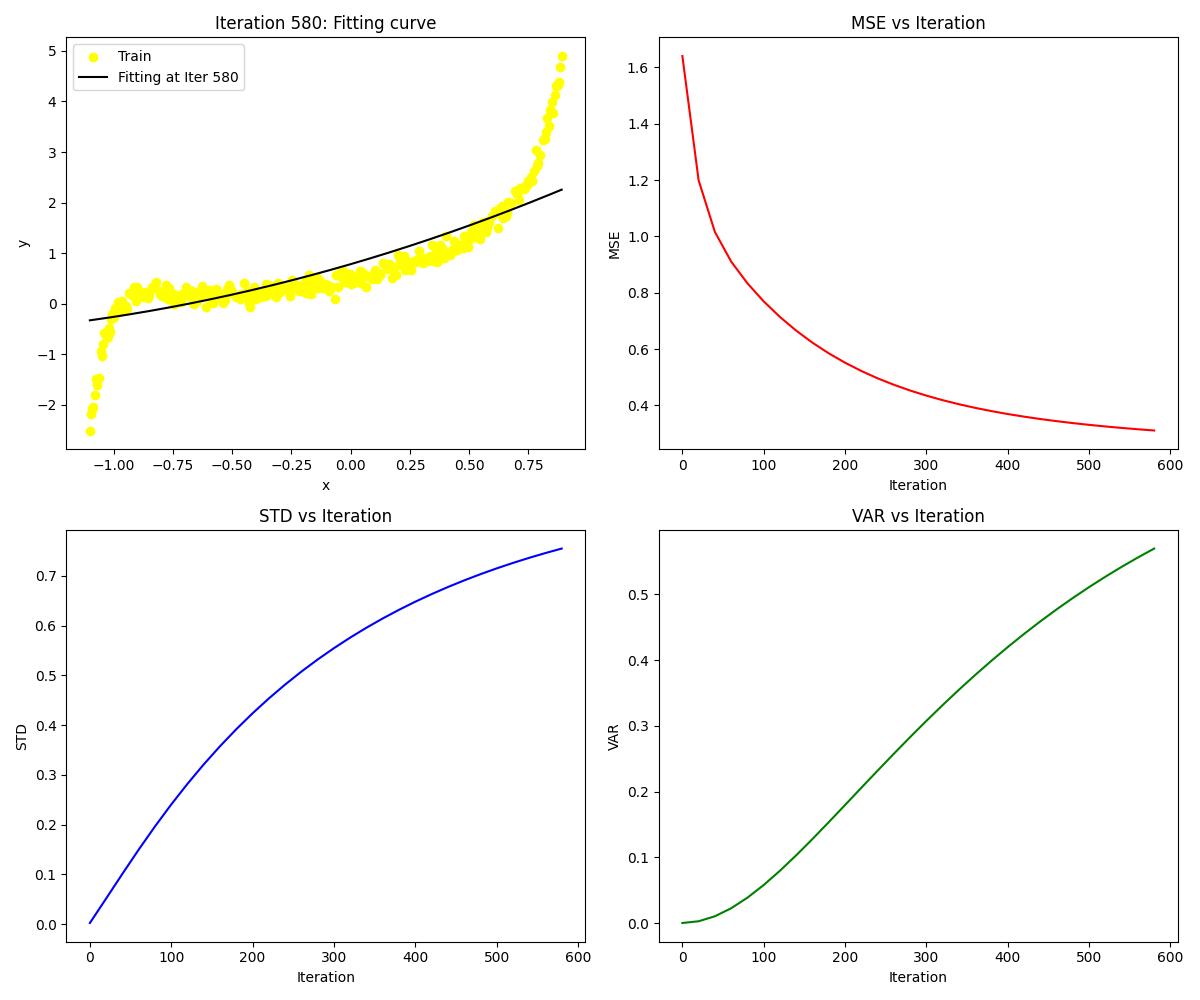 Iteration 580: Fitting curve
Train
Fitting at Iter 580
5
4
3
2
1
0
−1
−2
y
−1.00 −0.75 −0.50 −0.25 0.00 0.25 0.50 0.75
x
MSE vs Iteration
1.6
1.4
1.2
1.0
0.8
0.6
0.4
MSE
0 100 200 300 400 500 600
Iteration
STD vs Iteration
0.7
0.6
0.5
0.4
0.3
0.2
0.1
0.0
STD
0 100 200 300 400 500 600
Iteration
VAR vs Iteration
0.5
0.4
0.3
0.2
0.1
0.0
VAR
0 100 200 300 400 500 600
Iteration